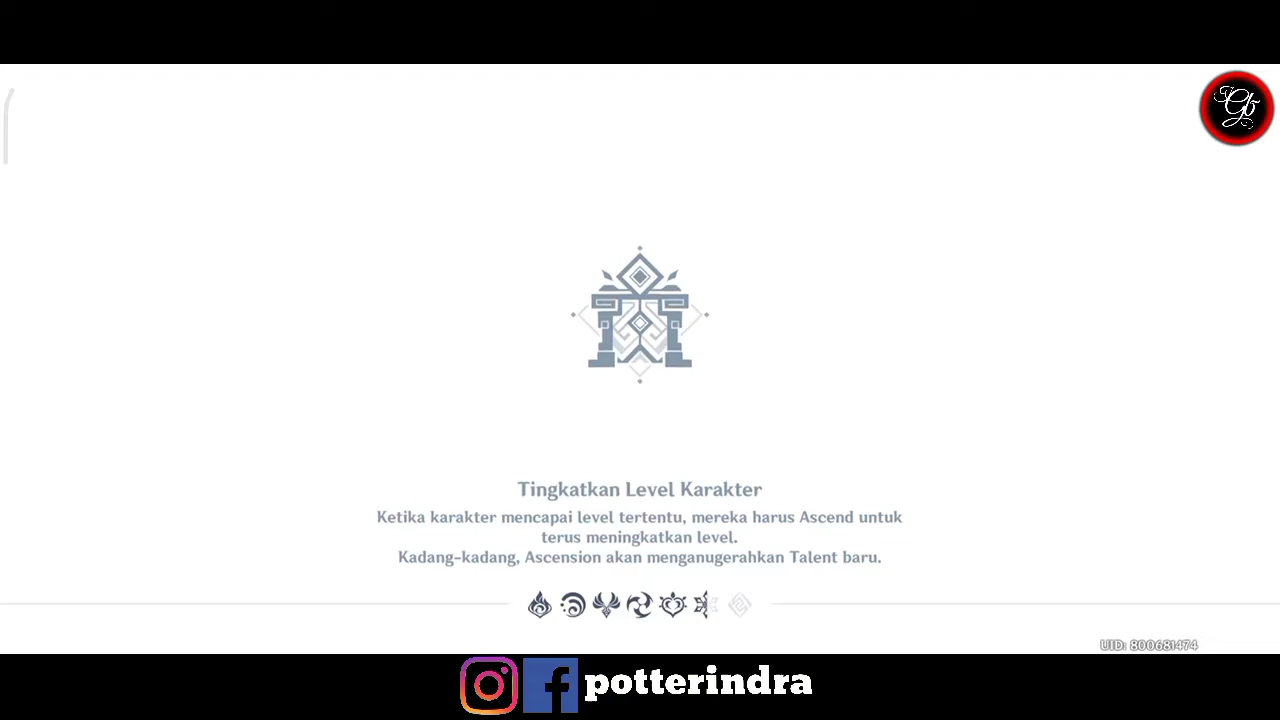 Gb
Tingkatkan Level Karakter
Ketika karakter mencapai level tertentu, mereka harus Ascend untuk
terus meningkatkan level.
Kadang-kadang, Ascension akan menganugerahkan Talent baru.
UID: 800681474
potterindra